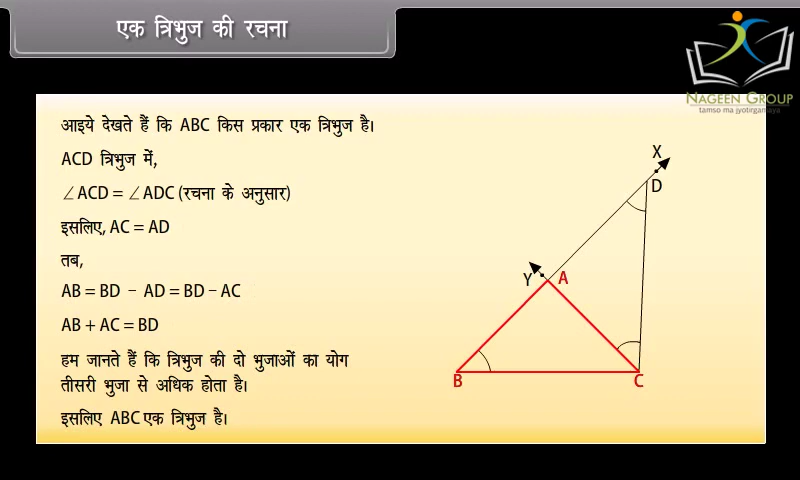 एक त्रिभुज की रचना
NAGEEN GROUP
tamso ma jyotirgamaya
आइये देखते हैं कि ABC किस प्रकार एक त्रिभुज है।
ACD त्रिभुज में,
∠ACD = ∠ADC (रचना के अनुसार)
इसलिए, AC = AD
तब,
AB = BD - AD = BD - AC
AB + AC = BD
हम जानते हैं कि त्रिभुज की दो भुजाओं का योग
तीसरी भुजा से अधिक होता है।
इसलिए ABC एक त्रिभुज है।
X
D
Y
A
B
C